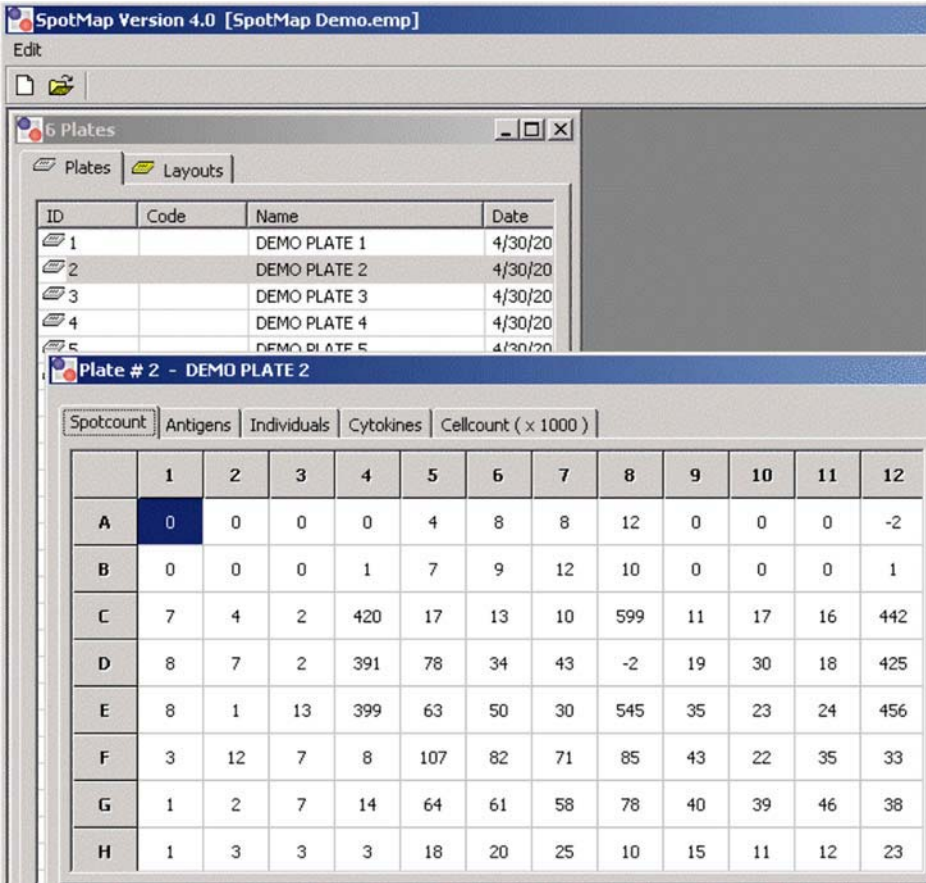 SpotMap Version 4.0 [SpotMap Demo.emp]
Edit
6 Plates
Plates Layouts
ID Code Name Date
1 DEMO PLATE 1 4/30/20
2 DEMO PLATE 2 4/30/20
3 DEMO PLATE 3 4/30/20
4 DEMO PLATE 4 4/30/20
5 DEMO PLATE 5 4/30/20
Plate # 2 - DEMO PLATE 2
Spotcount Antigens Individuals Cytokines Cellcount ( x 1000 )
1 2 3 4 5 6 7 8 9 10 11 12
A 0 0 0 0 4 8 8 12 0 0 0 -2
B 0 0 0 1 7 9 12 10 0 0 0 1
C 7 4 2 420 17 13 10 599 11 17 16 442
D 8 7 2 391 78 34 43 -2 19 30 18 425
E 8 1 13 399 63 50 30 545 35 23 24 456
F 3 12 7 8 107 82 71 85 43 22 35 33
G 1 2 7 14 64 61 58 78 40 39 46 38
H 1 3 3 3 18 20 25 10 15 11 12 23